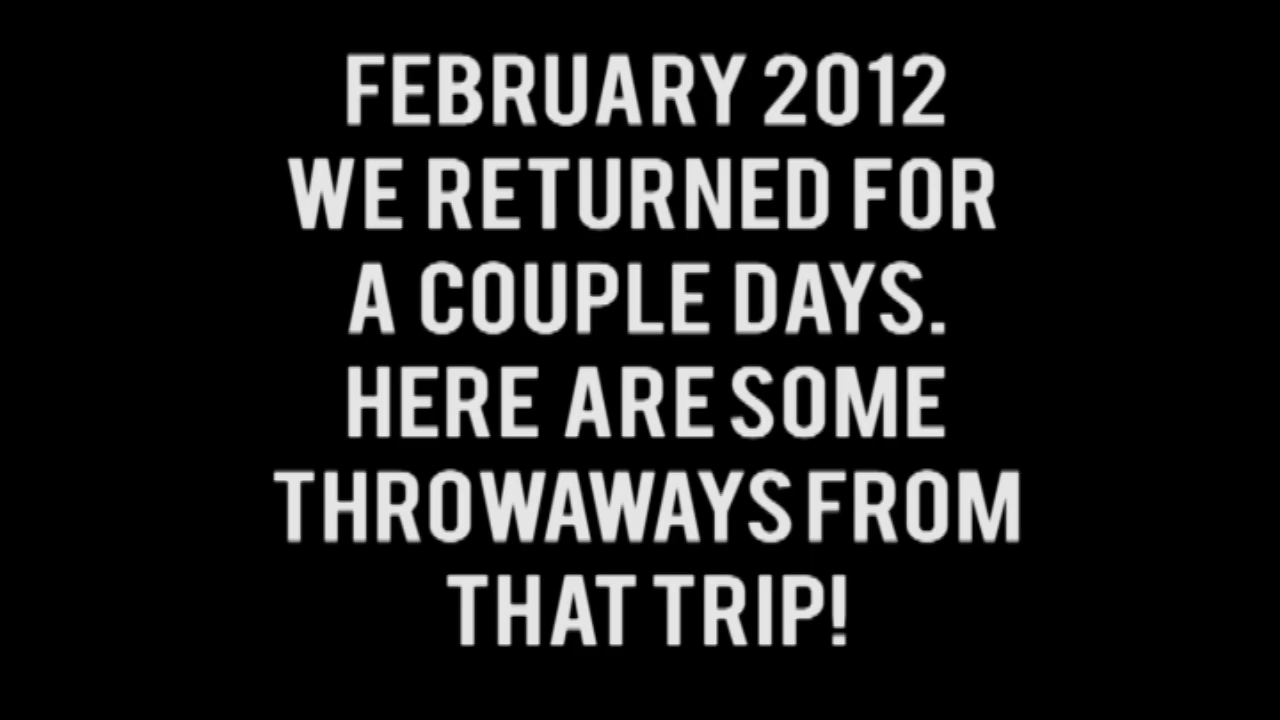 FEBRUARY 2012
WE RETURNED FOR
A COUPLE DAYS.
HERE ARE SOME
THROWAWAYS FROM
THAT TRIP!